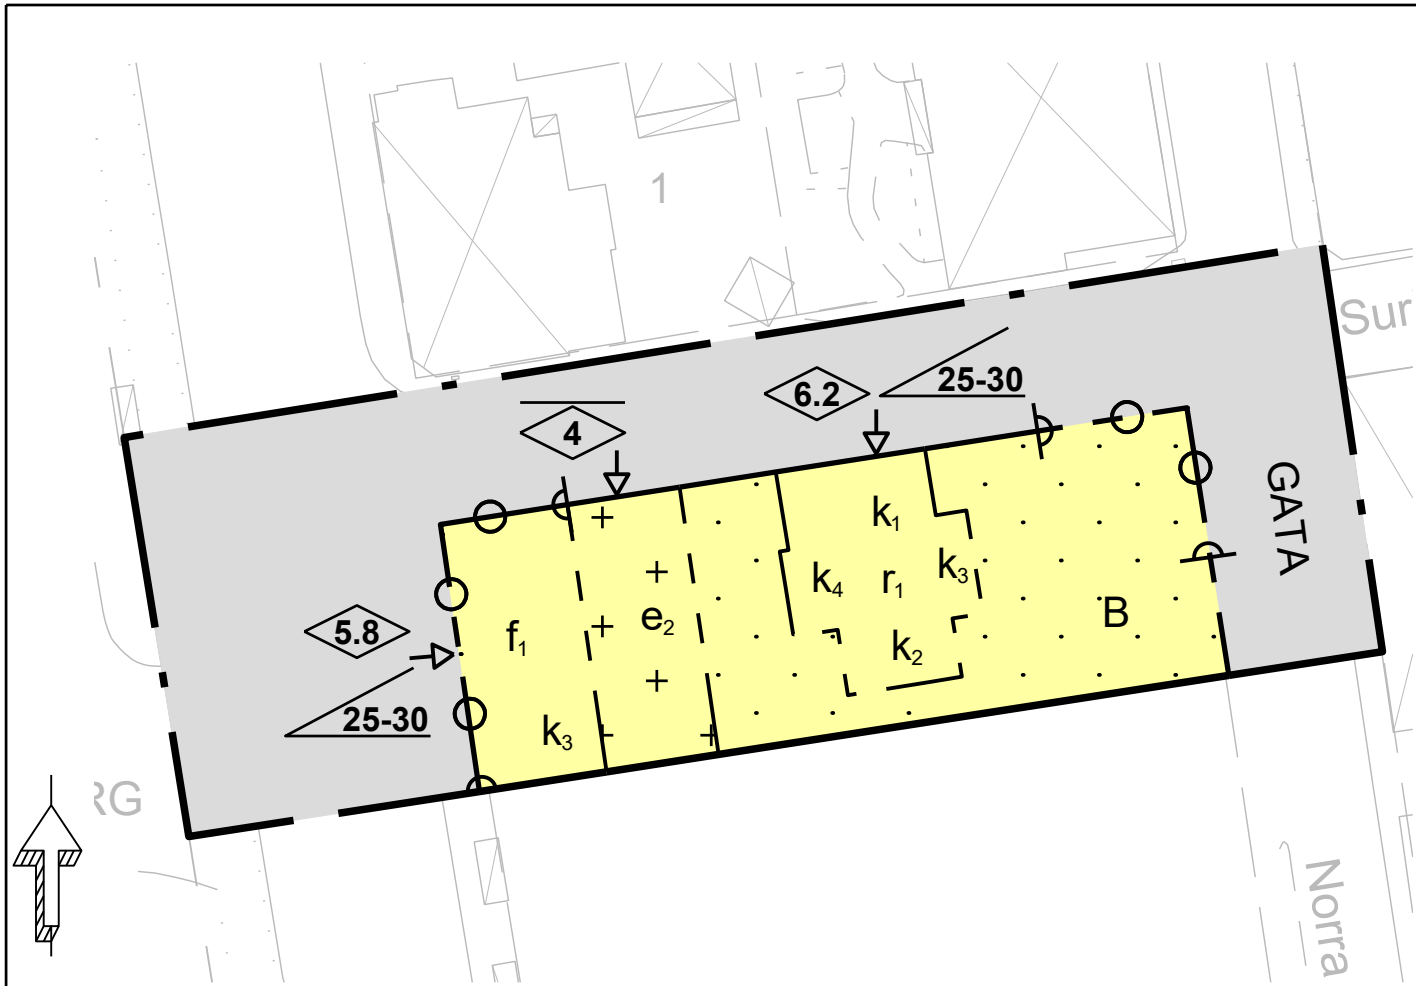 1
Sur
6.2
25-30
4
GATA
k₁
k₄
r₁
k₃
e₂
B
5.8
f₁
k₂
25-30
k₃
RG
Norra